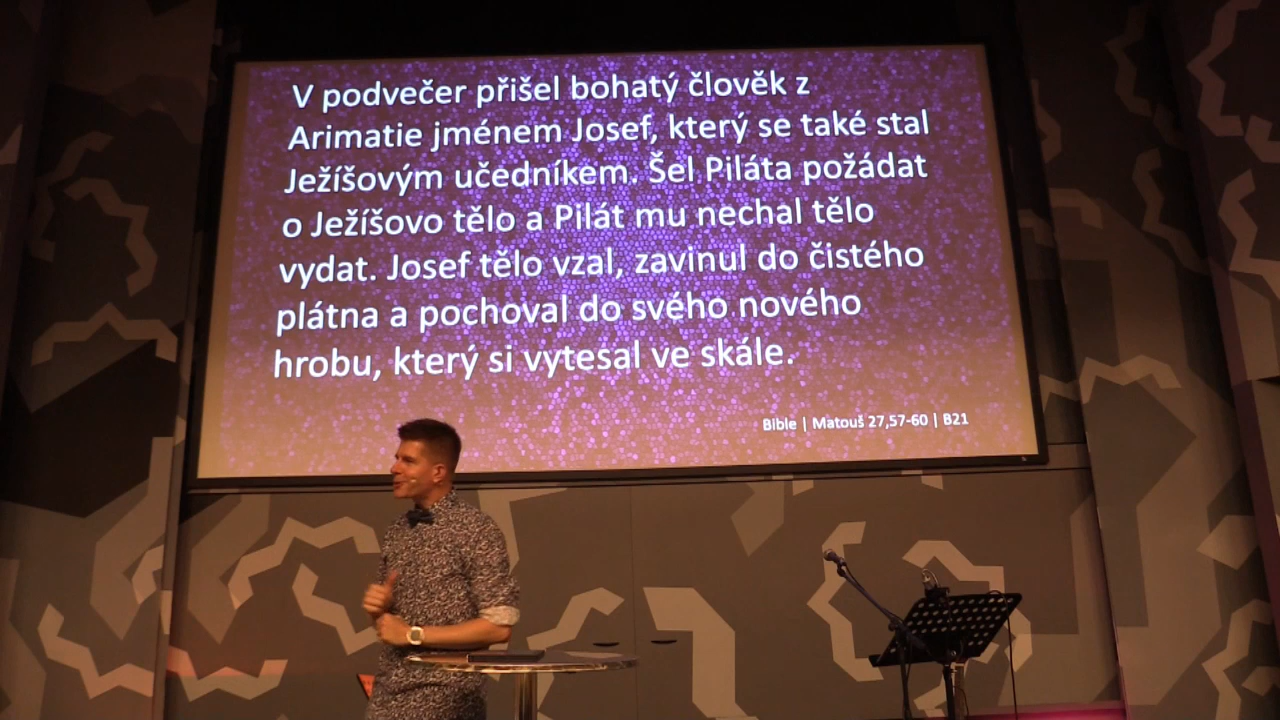 V podvečer přišel bohatý člověk z
Arimatie jménem Josef, který se také stal
Ježíšovým učedníkem. Šel Piláta požádat
o Ježíšovo tělo a Pilát mu nechal tělo
vydat. Josef tělo vzal, zavinul do čistého
plátna a pochoval do svého nového
hrobu, který si vytesal ve skále.
Bible | Matouš 27,57-60 | B21